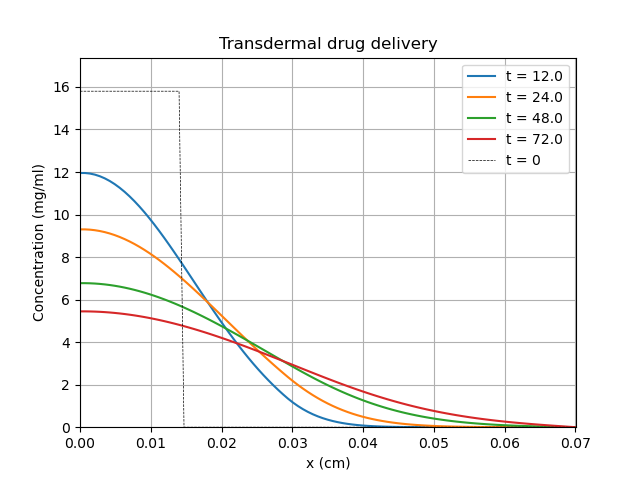 Transdermal drug delivery
t = 12.0
t = 24.0
t = 48.0
t = 72.0
t = 0
Concentration (mg/ml)
16
14
12
10
8
6
4
2
0
0.00 0.01 0.02 0.03 0.04 0.05 0.06 0.07
x (cm)